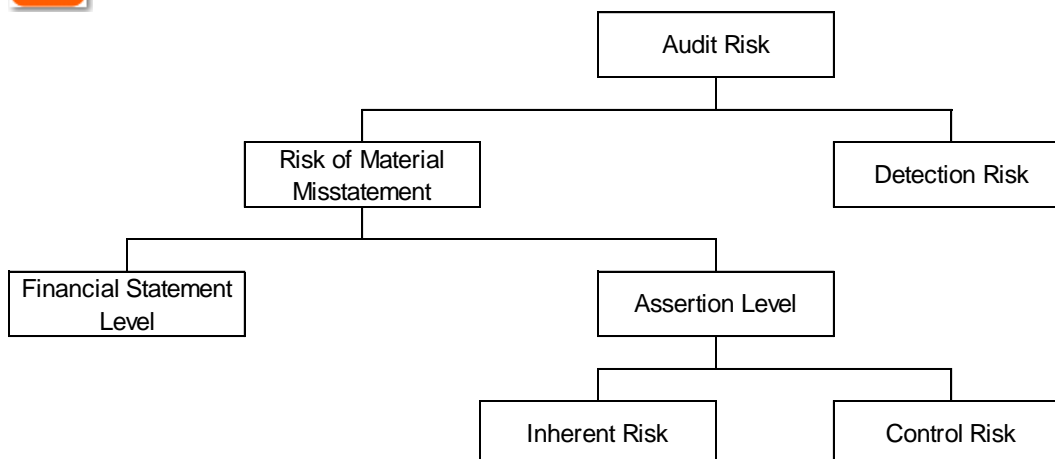 Audit Risk
Risk of Material
Misstatement
Detection Risk
Financial Statement
Level
Assertion Level
Inherent Risk
Control Risk